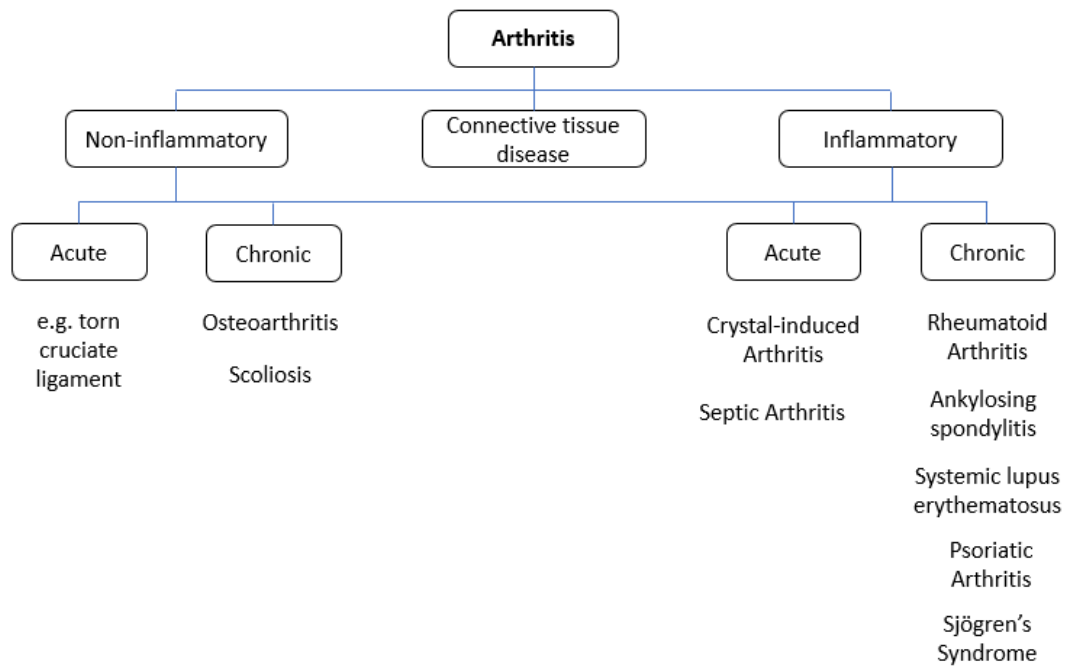 Arthritis
Non-inflammatory
Connective tissue
disease
Inflammatory
Acute
Chronic
Acute
Chronic
e.g. torn
cruciate
ligament
Osteoarthritis
Scoliosis
Crystal-induced
Arthritis
Septic Arthritis
Rheumatoid
Arthritis
Ankylosing
spondylitis
Systemic lupus
erythematosus
Psoriatic
Arthritis
Sjögren’s
Syndrome